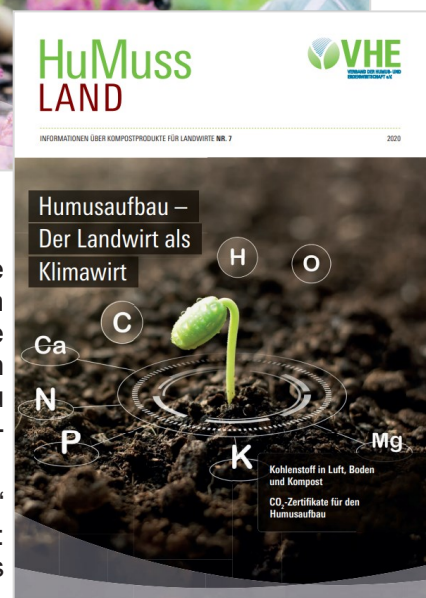 HuMuss
LAND
VHE
VERBAND DER HUMUS- UND
ERDENWIRTSCHAFT e.V.
INFORMATIONEN ÜBER KOMPOSTPRODUKTE FÜR LANDWIRTE NR. 7
2020
Humusaufbau –
Der Landwirt als
Klimawirt
H
O
C
Ca
N
P
K
Mg
Kohlenstoff in Luft, Boden
und Kompost
CO2-Zertifikate für den
Humusaufbau